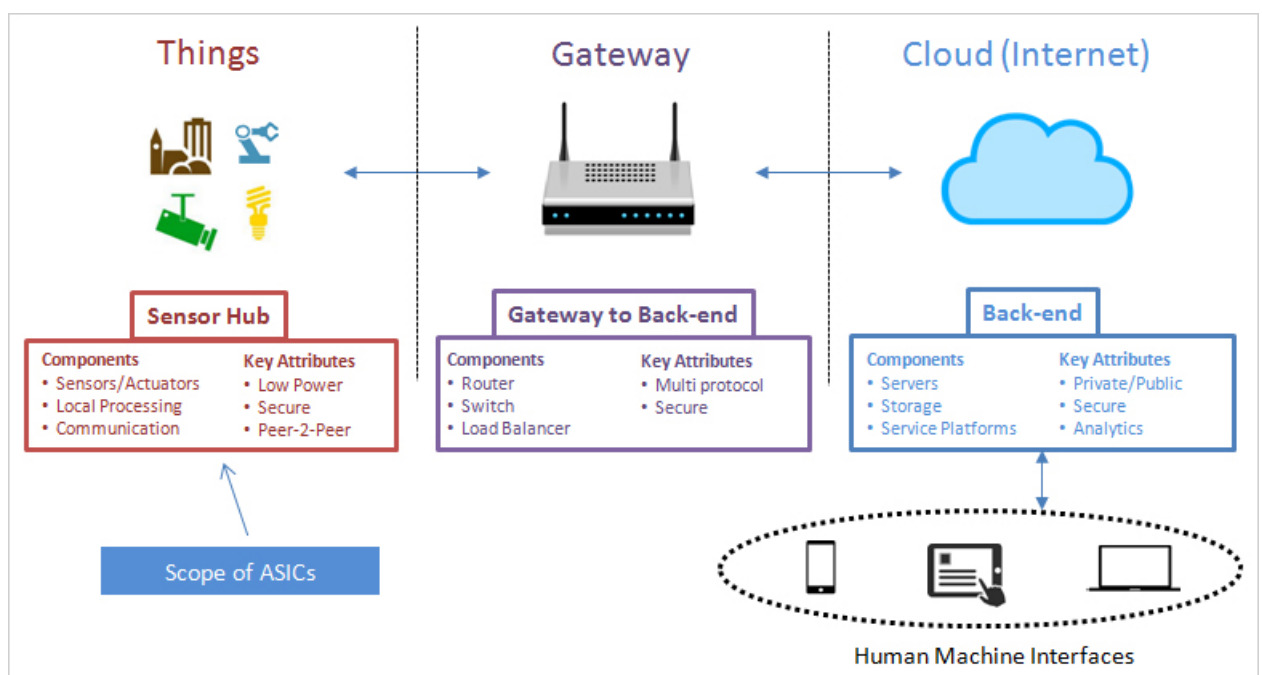 Things
Gateway
Cloud (Internet)
Sensor Hub
Components
• Sensors/Actuators
• Local Processing
• Communication
Key Attributes
• Low Power
• Secure
• Peer-2-Peer
Gateway to Back-end
Components
• Router
• Switch
• Load Balancer
Key Attributes
• Multi protocol
• Secure
Back-end
Components
• Servers
• Storage
• Service Platforms
Key Attributes
• Private/Public
• Secure
• Analytics
Scope of ASICs
Human Machine Interfaces